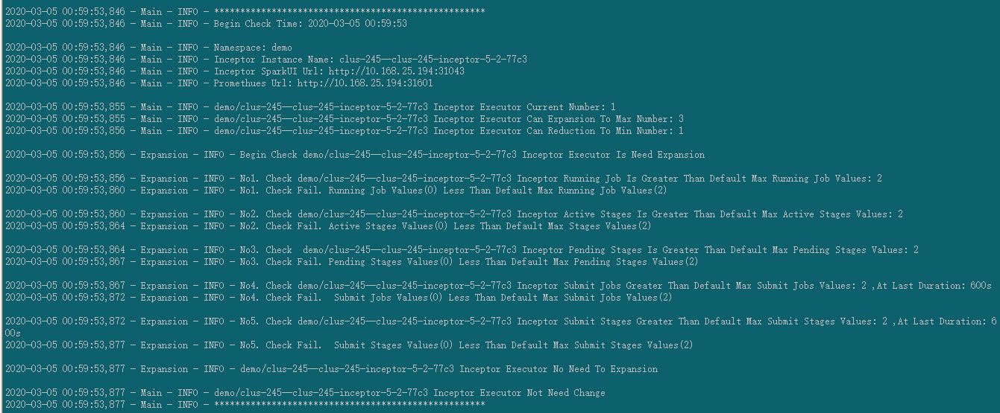 2020-03-05 00:59:53,846 - Main - INFO - ****************************************************
2020-03-05 00:59:53,846 - Main - INFO - Begin Check Time: 2020-03-05 00:59:53
2020-03-05 00:59:53,846 - Main - INFO - Namespace: demo
2020-03-05 00:59:53,846 - Main - INFO - Inceptor Instance Name: clus-245--clus-245-inceptor-5-2-77c3
2020-03-05 00:59:53,846 - Main - INFO - Inceptor SparkUI Url: http://10.168.25.194:31043
2020-03-05 00:59:53,846 - Main - INFO - Promethues Url: http://10.168.25.194:31601
2020-03-05 00:59:53,855 - Main - INFO - demo/clus-245--clus-245-inceptor-5-2-77c3 Inceptor Executor Current Number: 1
2020-03-05 00:59:53,855 - Main - INFO - demo/clus-245--clus-245-inceptor-5-2-77c3 Inceptor Executor Can Expansion To Max Number: 3
2020-03-05 00:59:53,856 - Main - INFO - demo/clus-245--clus-245-inceptor-5-2-77c3 Inceptor Executor Can Reduction To Min Number: 1
2020-03-05 00:59:53,856 - Expansion - INFO - Begin Check demo/clus-245--clus-245-inceptor-5-2-77c3 Inceptor Executor Is Need Expansion
2020-03-05 00:59:53,856 - Expansion - INFO - No1. Check demo/clus-245--clus-245-inceptor-5-2-77c3 Inceptor Running Job Is Greater Than Default Max Running Job Values: 2
2020-03-05 00:59:53,860 - Expansion - INFO - No1. Check Fail. Running Job Values(0) Less Than Default Max Running Job Values(2)
2020-03-05 00:59:53,860 - Expansion - INFO - No2. Check demo/clus-245--clus-245-inceptor-5-2-77c3 Inceptor Active Stages Is Greater Than Default Max Active Stages Values: 2
2020-03-05 00:59:53,864 - Expansion - INFO - No2. Check Fail. Active Stages Values(0) Less Than Default Max Stages Values(2)
2020-03-05 00:59:53,864 - Expansion - INFO - No3. Check  demo/clus-245--clus-245-inceptor-5-2-77c3 Inceptor Pending Stages Is Greater Than Default Max Pending Stages Values: 2
2020-03-05 00:59:53,867 - Expansion - INFO - No3. Check Fail. Pending Stages Values(0) Less Than Default Max Pending Stages Values(2)
2020-03-05 00:59:53,867 - Expansion - INFO - No4. Check demo/clus-245--clus-245-inceptor-5-2-77c3 Inceptor Submit Jobs Greater Than Default Max Submit Jobs Values: 2 ,At Last Duration: 600s
2020-03-05 00:59:53,872 - Expansion - INFO - No4. Check Fail.  Submit Jobs Values(0) Less Than Default Max Submit Jobs Values(2)
2020-03-05 00:59:53,872 - Expansion - INFO - No5. Check demo/clus-245--clus-245-inceptor-5-2-77c3 Inceptor Submit Stages Greater Than Default Max Submit Stages Values: 2 ,At Last Duration: 6
00s
2020-03-05 00:59:53,877 - Expansion - INFO - No5. Check Fail.  Submit Stages Values(0) Less Than Default Max Submit Stages Values(2)
2020-03-05 00:59:53,877 - Expansion - INFO - demo/clus-245--clus-245-inceptor-5-2-77c3 Inceptor Executor No Need To Expansion
2020-03-05 00:59:53,877 - Main - INFO - demo/clus-245--clus-245-inceptor-5-2-77c3 Inceptor Executor Not Need Change
2020-03-05 00:59:53,877 - Main - INFO - ****************************************************